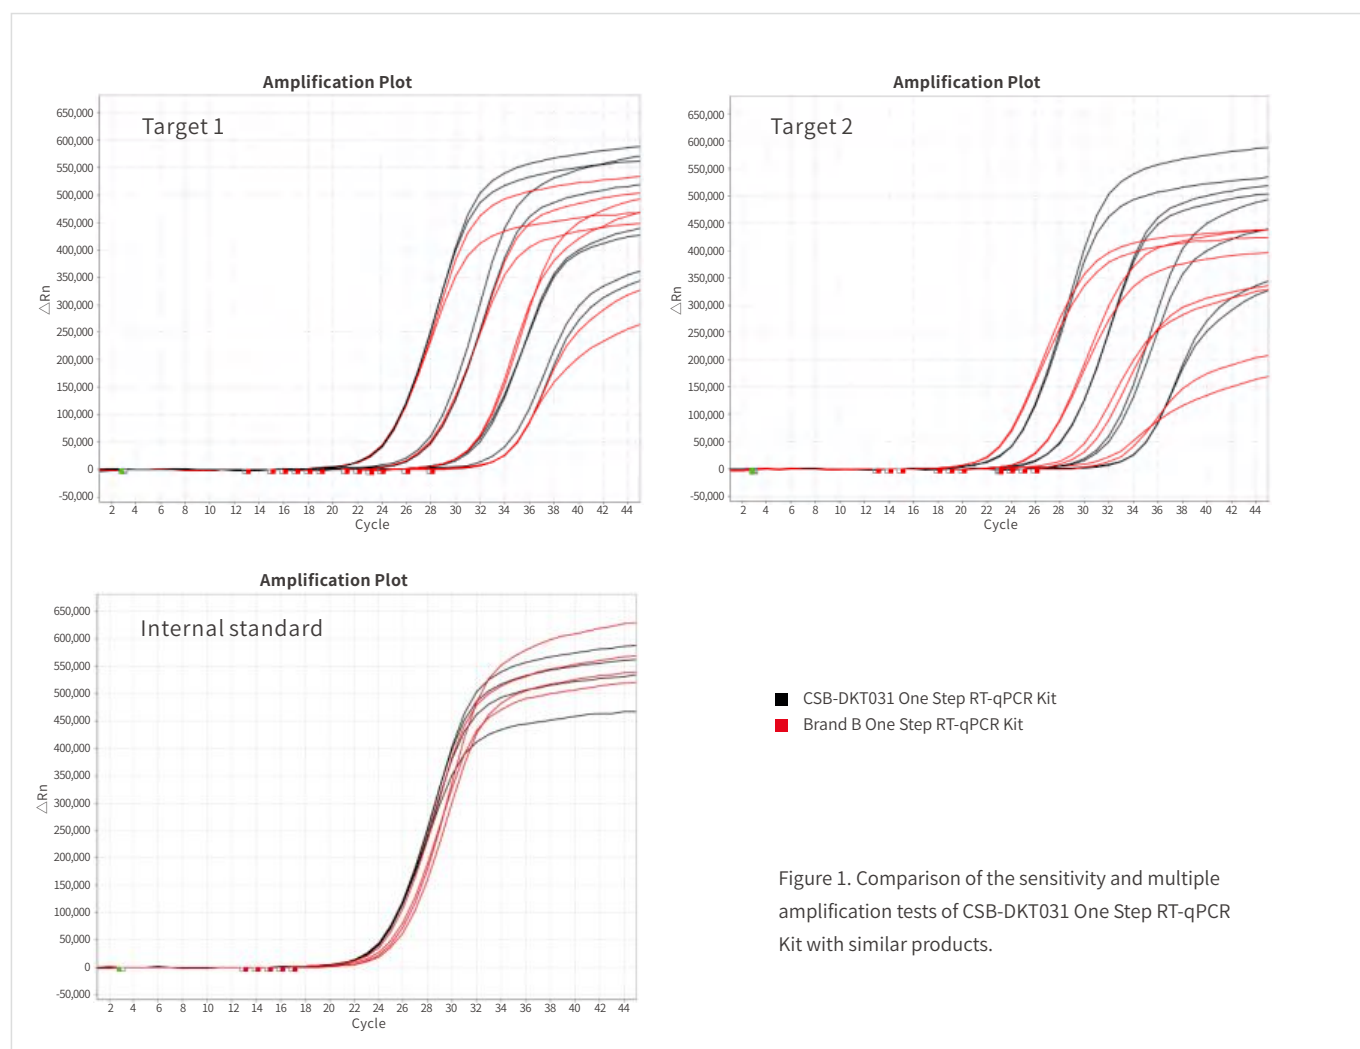 Amplification Plot
Target 1
650,000
600,000
550,000
500,000
450,000
400,000
350,000
300,000
250,000
200,000
150,000
100,000
50,000
0
-50,000
△Rn
2 4 6 8 10 12 14 16 18 20 22 24 26 28 30 32 34 36 38 40 42 44
Cycle
Amplification Plot
Target 2
650,000
600,000
550,000
500,000
450,000
400,000
350,000
300,000
250,000
200,000
150,000
100,000
50,000
0
-50,000
△Rn
2 4 6 8 10 12 14 16 18 20 22 24 26 28 30 32 34 36 38 40 42 44
Cycle
Amplification Plot
Internal standard
650,000
600,000
550,000
500,000
450,000
400,000
350,000
300,000
250,000
200,000
150,000
100,000
50,000
0
-50,000
△Rn
2 4 6 8 10 12 14 16 18 20 22 24 26 28 30 32 34 36 38 40 42 44
Cycle
CSB-DKT031 One Step RT-qPCR Kit
Brand B One Step RT-qPCR Kit
Figure 1. Comparison of the sensitivity and multiple
amplification tests of CSB-DKT031 One Step RT-qPCR
Kit with similar products.